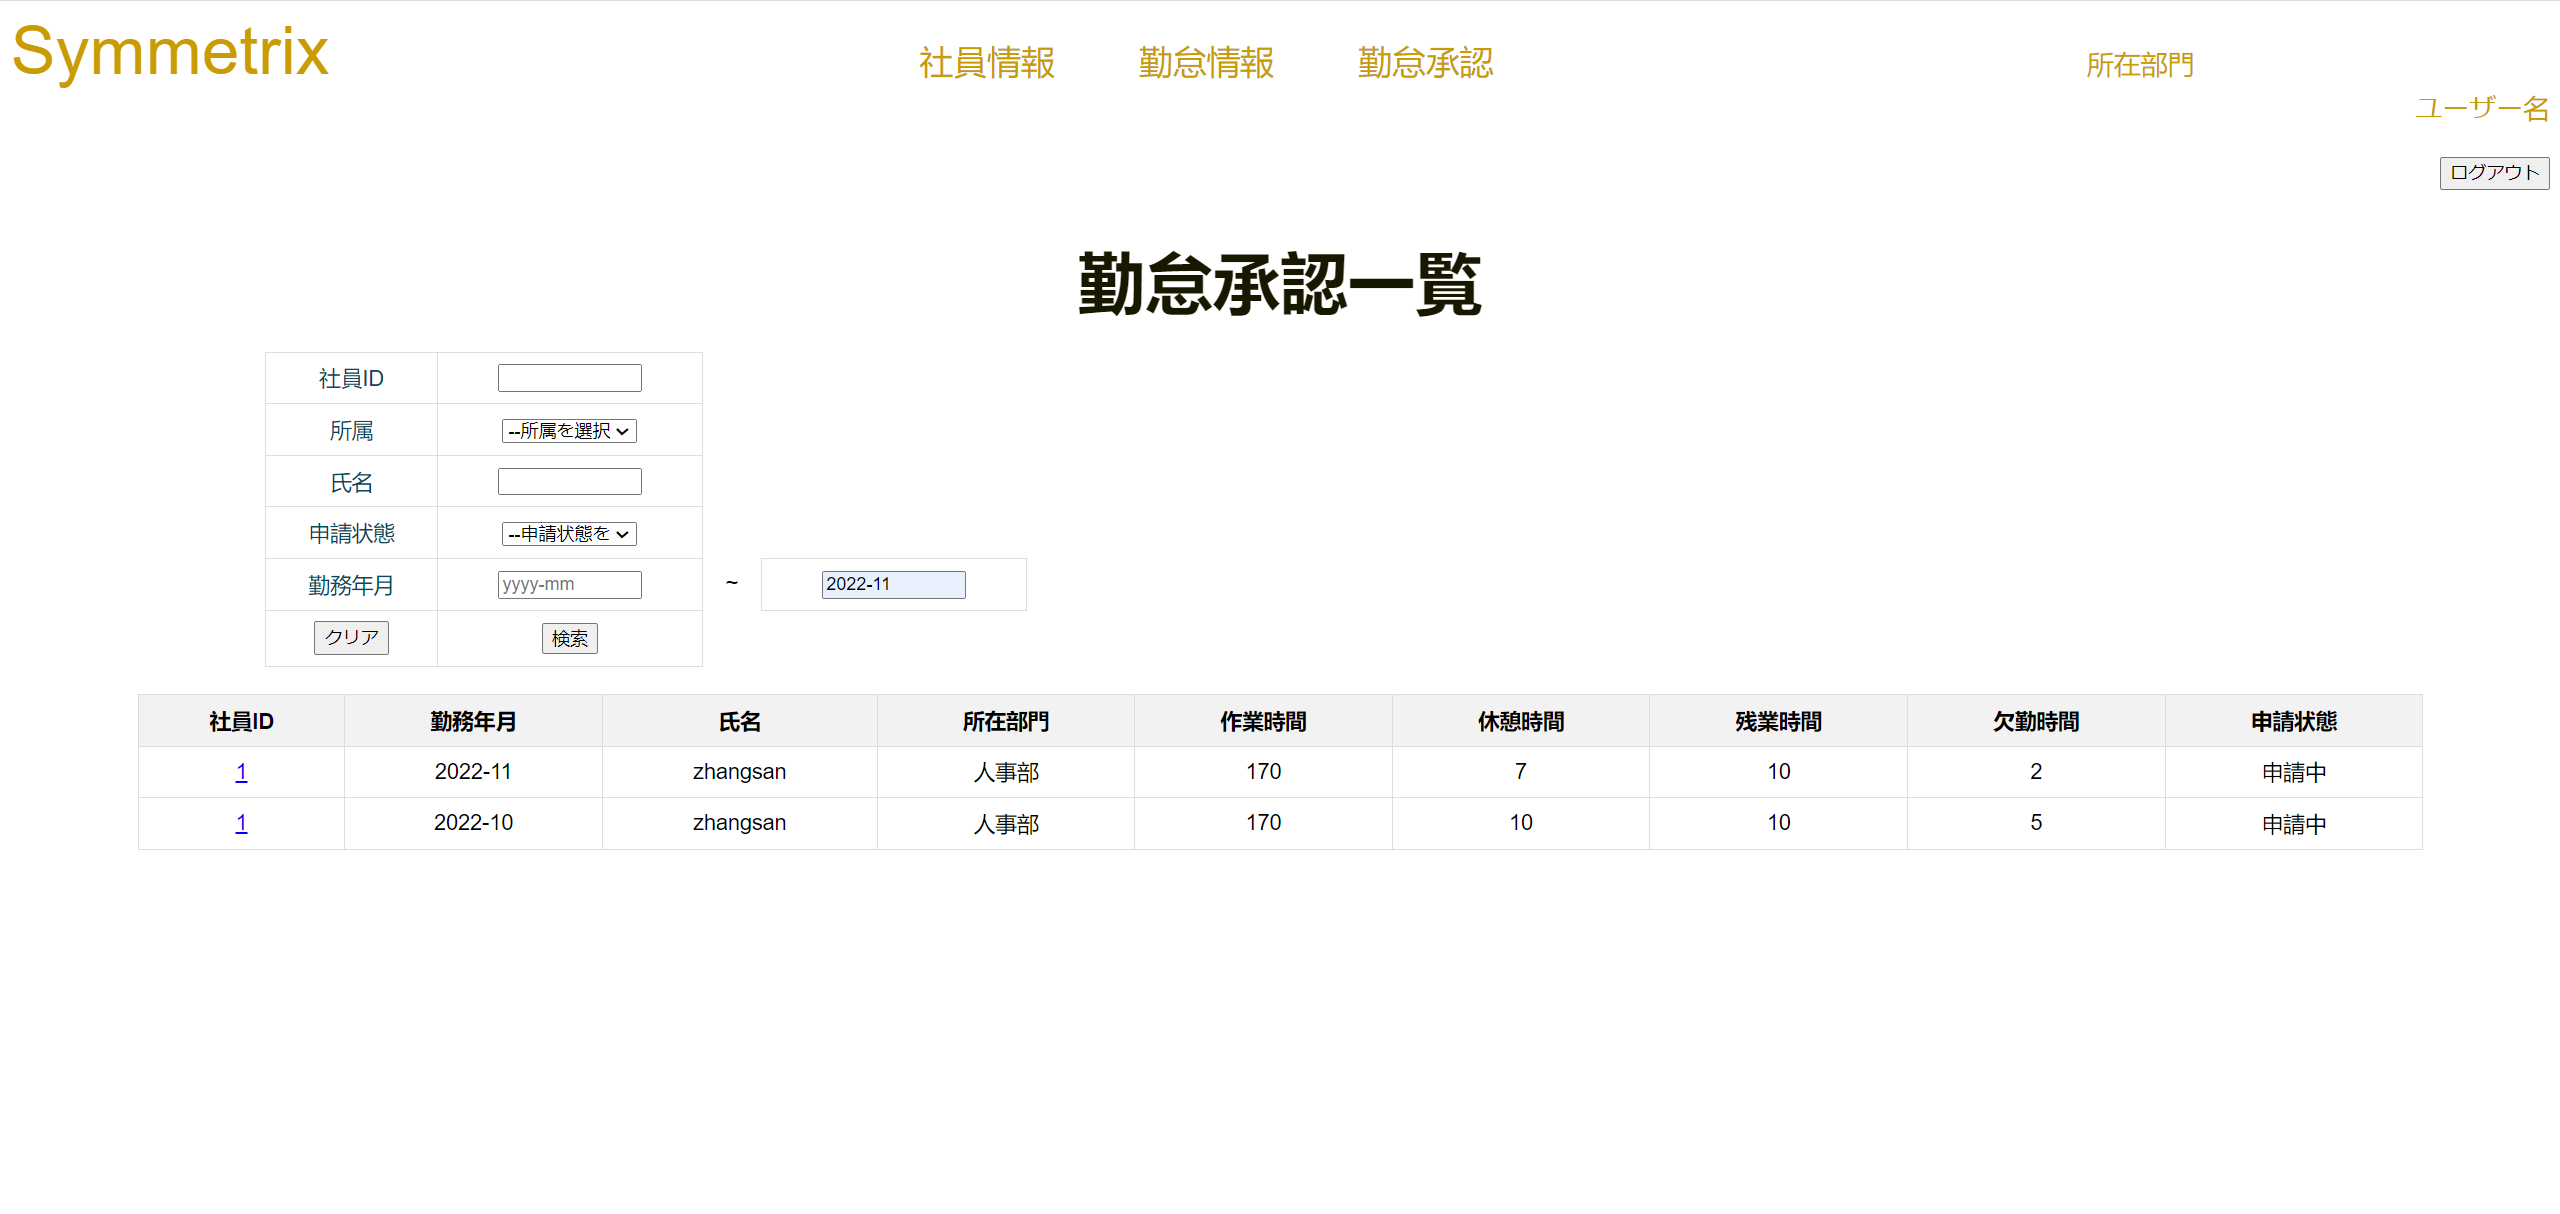 Symmetrix 社員情報 勤怠情報 勤怠承認 所在部門
ユーザー名
ログアウト
勤怠承認一覧
社員ID
所属 --所属を選択
氏名
申請状態 --申請状態を
勤務年月 yyyy-mm ~ 2022-11
クリア 検索
社員ID 勤務年月 氏名 所在部門 作業時間 休憩時間 残業時間 欠勤時間 申請状態
1 2022-11 zhangsan 人事部 170 7 10 2 申請中
1 2022-10 zhangsan 人事部 170 10 10 5 申請中